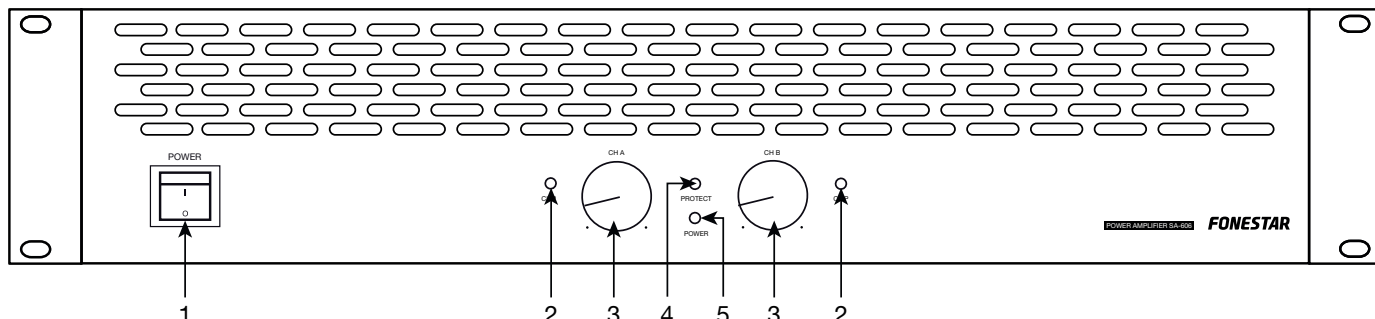 POWER
I
O
CH A
PROTECT
POWER
CH B
POWER AMPLIFIER SA-606 FONESTAR
1 2 3 4 5 3 2